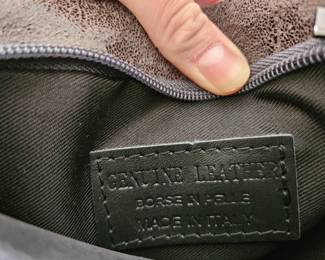 GENUINE LEATHER
BORSE IN PELLE
MADE IN ITALY